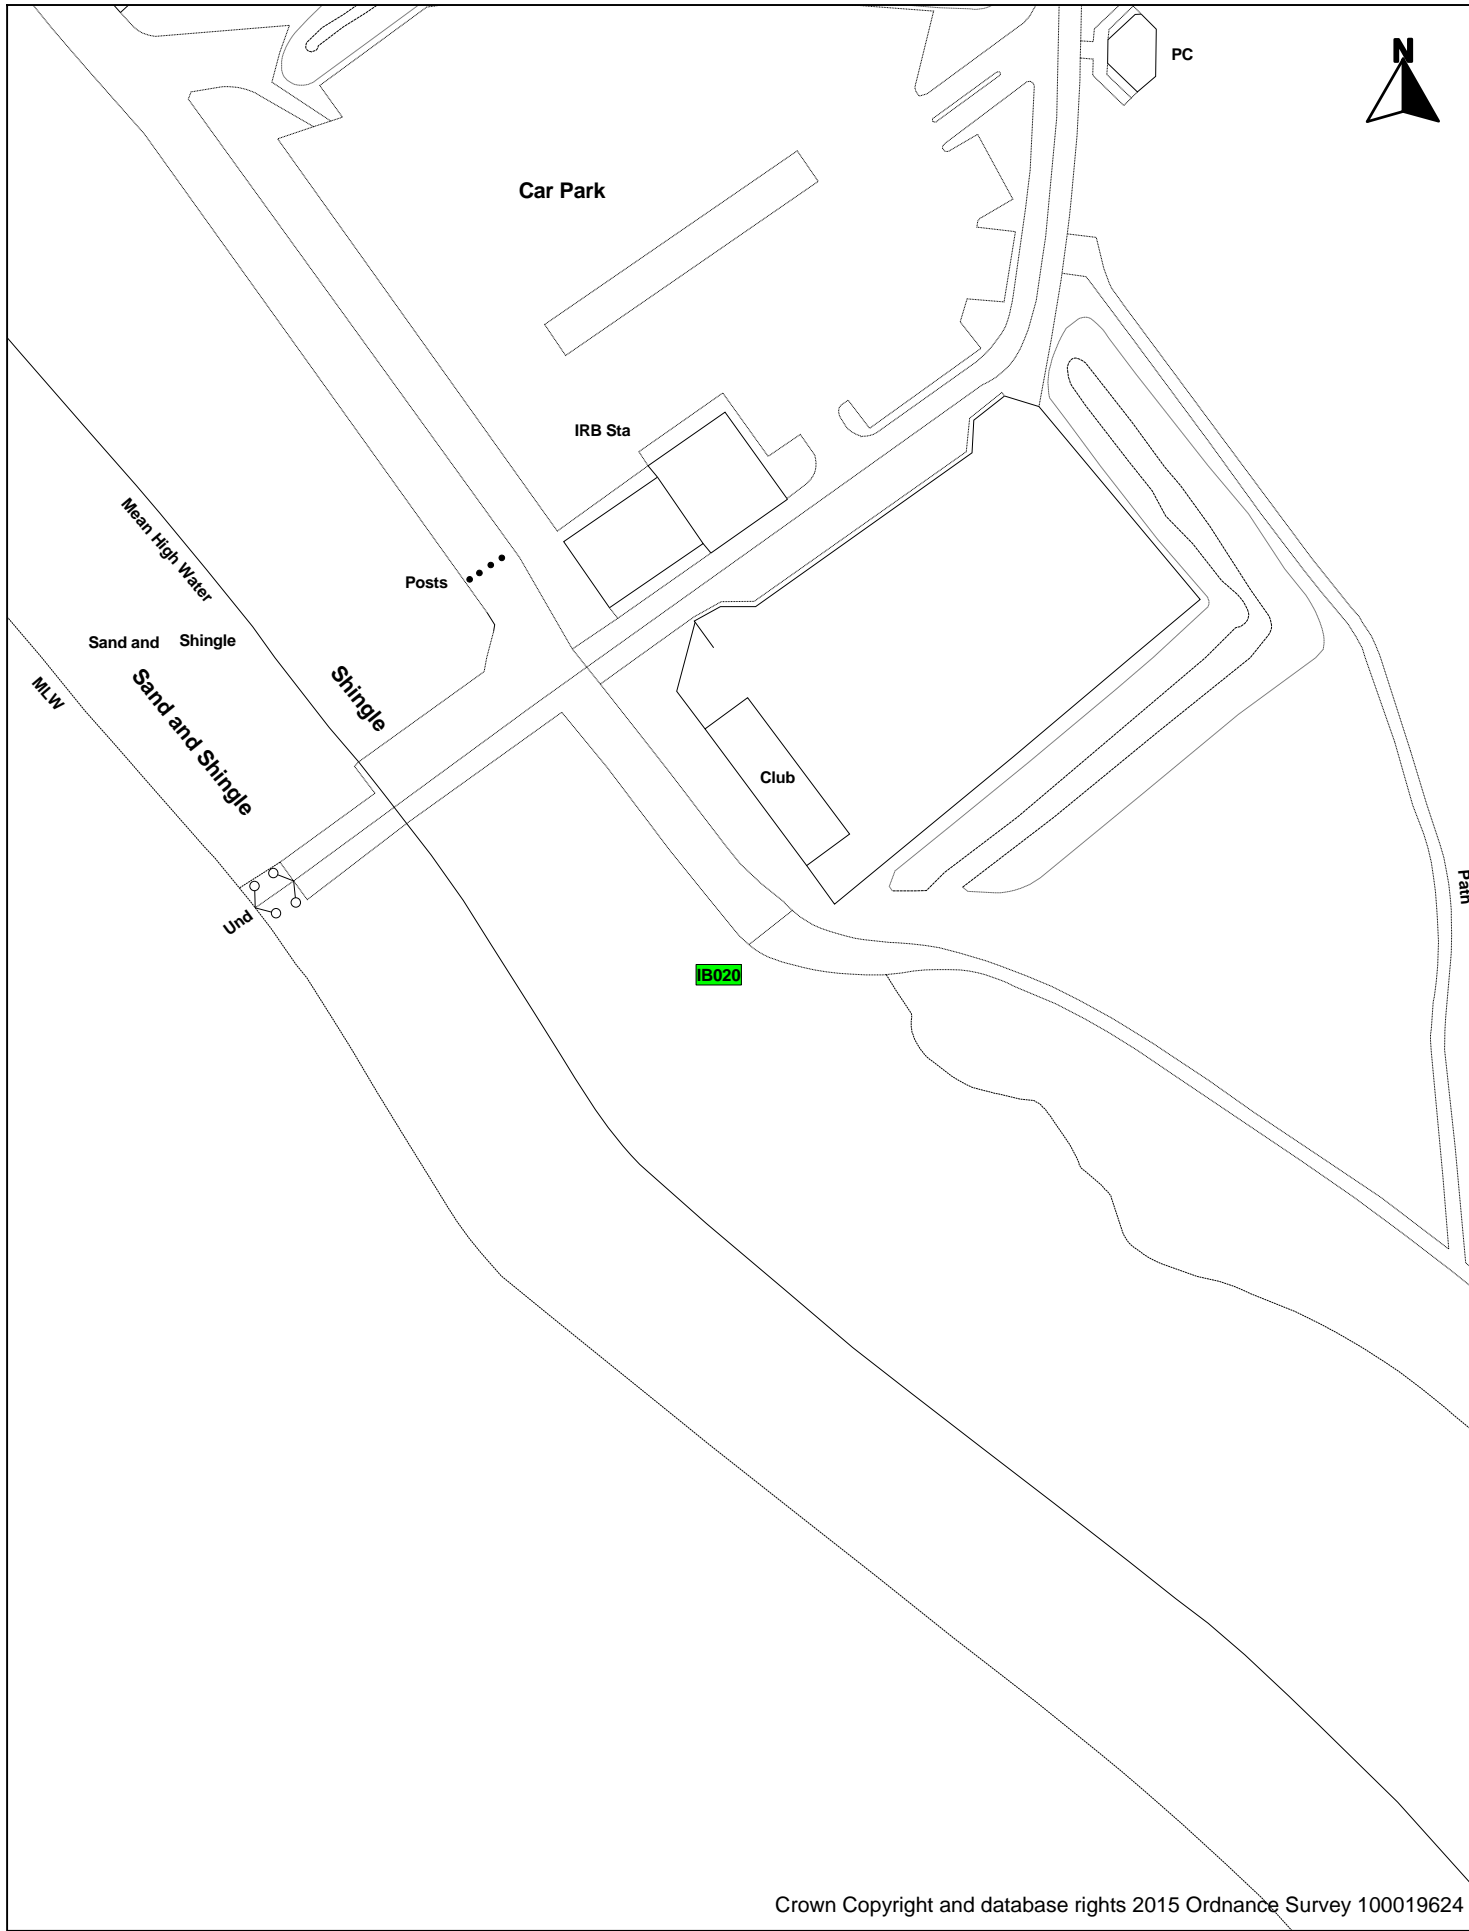 N
PC
Car Park
IRB Sta
Mean High Water
Posts
Sand and Shingle
Shingle
MLW
Sand and Shingle
Club
Path
Und
IB020
Crown Copyright and database rights 2015 Ordnance Survey 100019624